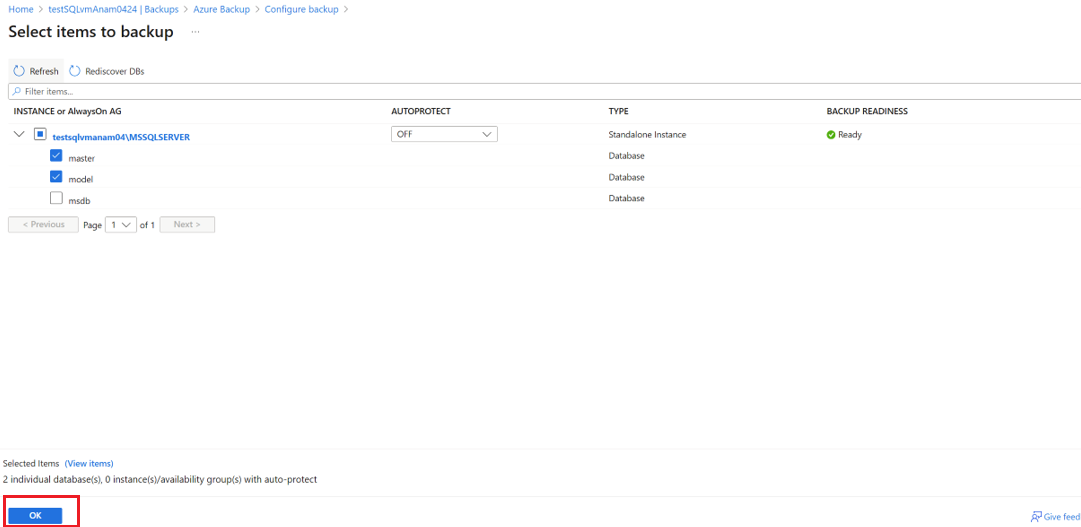 Home > testSQLvmAnam0424 | Backups > Azure Backup > Configure backup >
Select items to backup ...
Refresh Rediscover DBs
Filter items...
INSTANCE or AlwaysOn AG AUTOPROTECT TYPE BACKUP READINESS
testsqlvmanam04\MSSQLSERVER OFF Standalone Instance Ready
master Database
model Database
msdb Database
< Previous Page 1 of 1 Next >
Selected Items (View items)
2 individual database(s), 0 instance(s)/availability group(s) with auto-protect
OK
Give feed